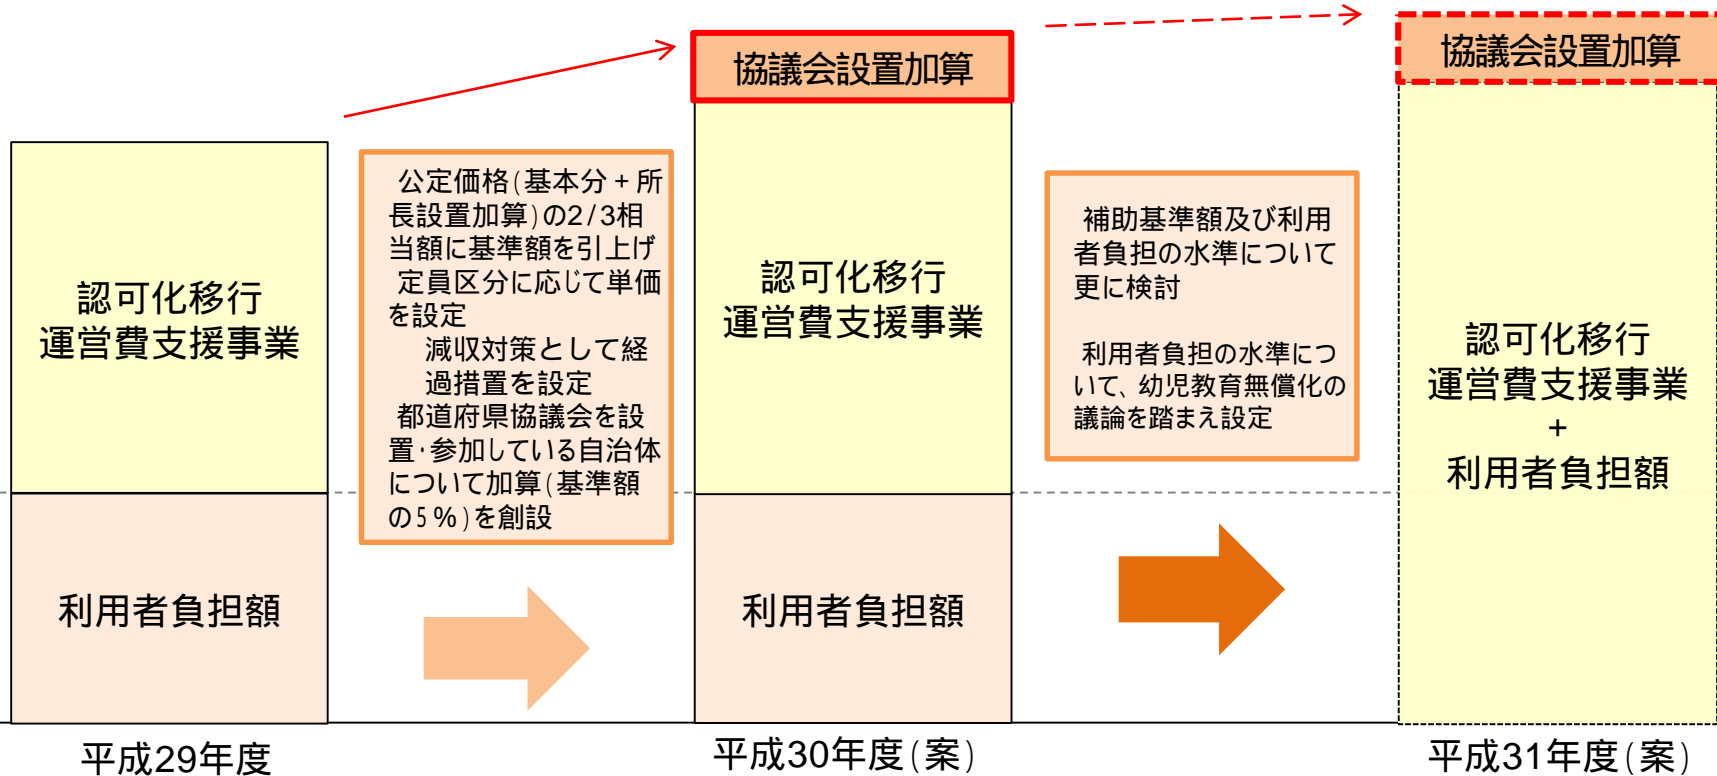 認可化移行
運営費支援事業
利用者負担額
平成29年度
公定価格(基本分+所
長設置加算)の2/3相
当額に基準額を引上げ
定員区分に応じて単価
を設定
減収対策として経
過措置を設定
都道府県協議会を設
置・参加している自治体
について加算(基準額
の5%)を創設
協議会設置加算
認可化移行
運営費支援事業
利用者負担額
平成30年度(案)
補助基準額及び利用
者負担の水準について
更に検討
利用者負担の水準につ
いて、幼児教育無償化の
議論を踏まえ設定
協議会設置加算
認可化移行
運営費支援事業
+
利用者負担額
平成31年度(案)